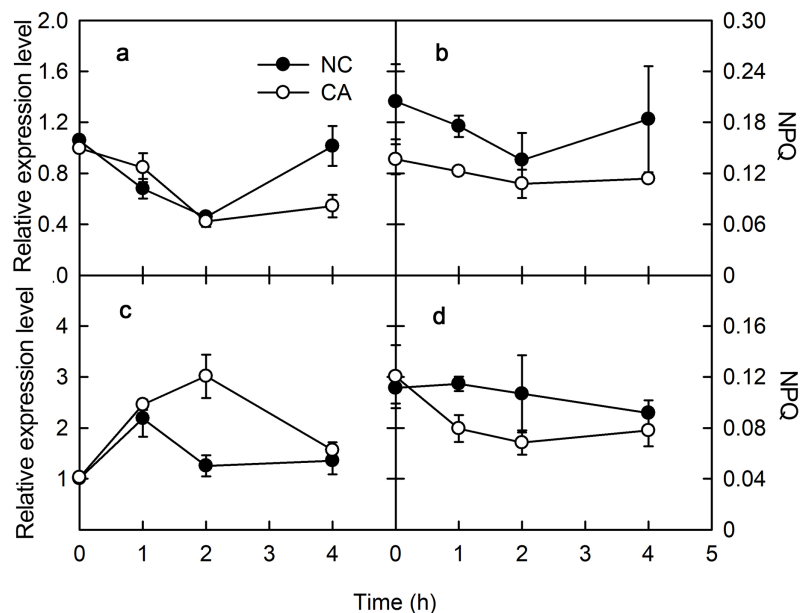 2.0
1.6
1.2
0.8
0.4
.0
Relative expression level
a
NC
CA
b
0.30
0.24
0.18
0.12
0.06
0
NPQ
4
3
2
1
Relative expression level
c
d
0.16
0.12
0.08
0.04
0
NPQ
0 1 2 3 4 0 1 2 3 4 5
Time (h)